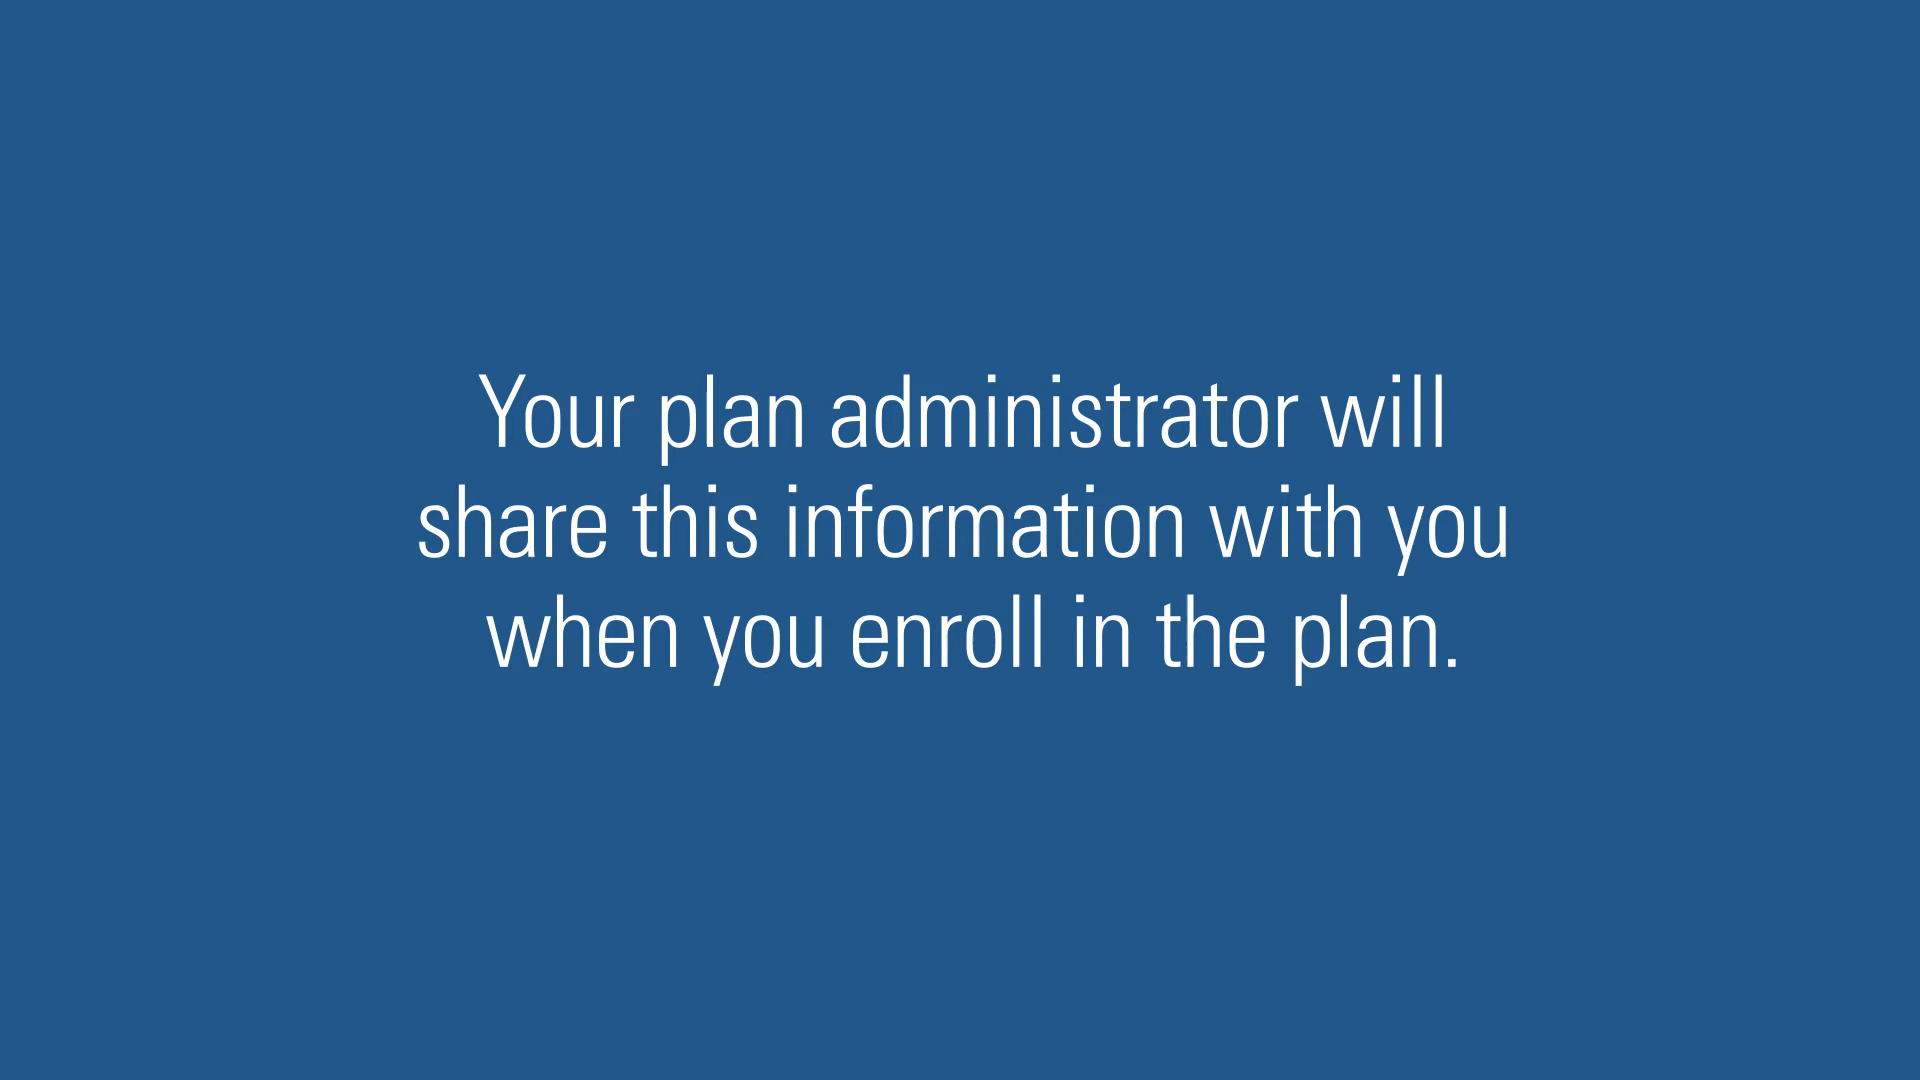 Your plan administrator will
share this information with you
when you enroll in the plan.